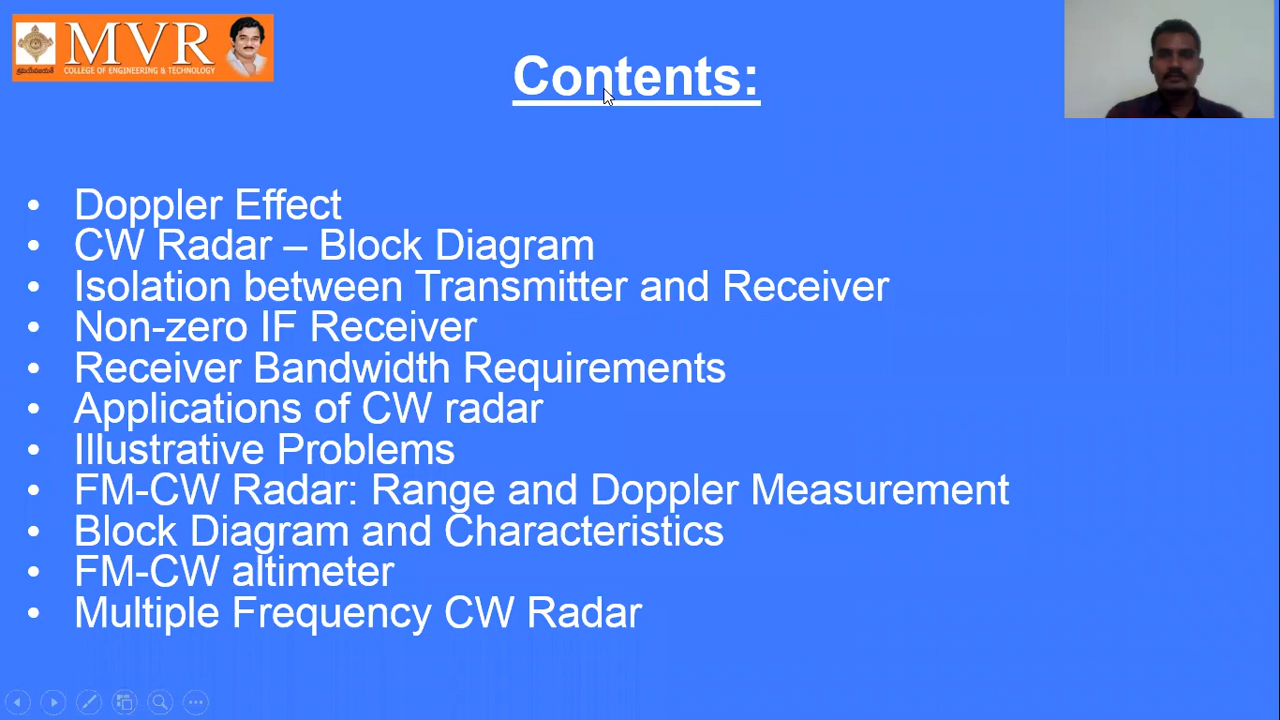 MVR
COLLEGE OF ENGINEERING & TECHNOLOGY
Contents:
• Doppler Effect
• CW Radar – Block Diagram
• Isolation between Transmitter and Receiver
• Non-zero IF Receiver
• Receiver Bandwidth Requirements
• Applications of CW radar
• Illustrative Problems
• FM-CW Radar: Range and Doppler Measurement
• Block Diagram and Characteristics
• FM-CW altimeter
• Multiple Frequency CW Radar